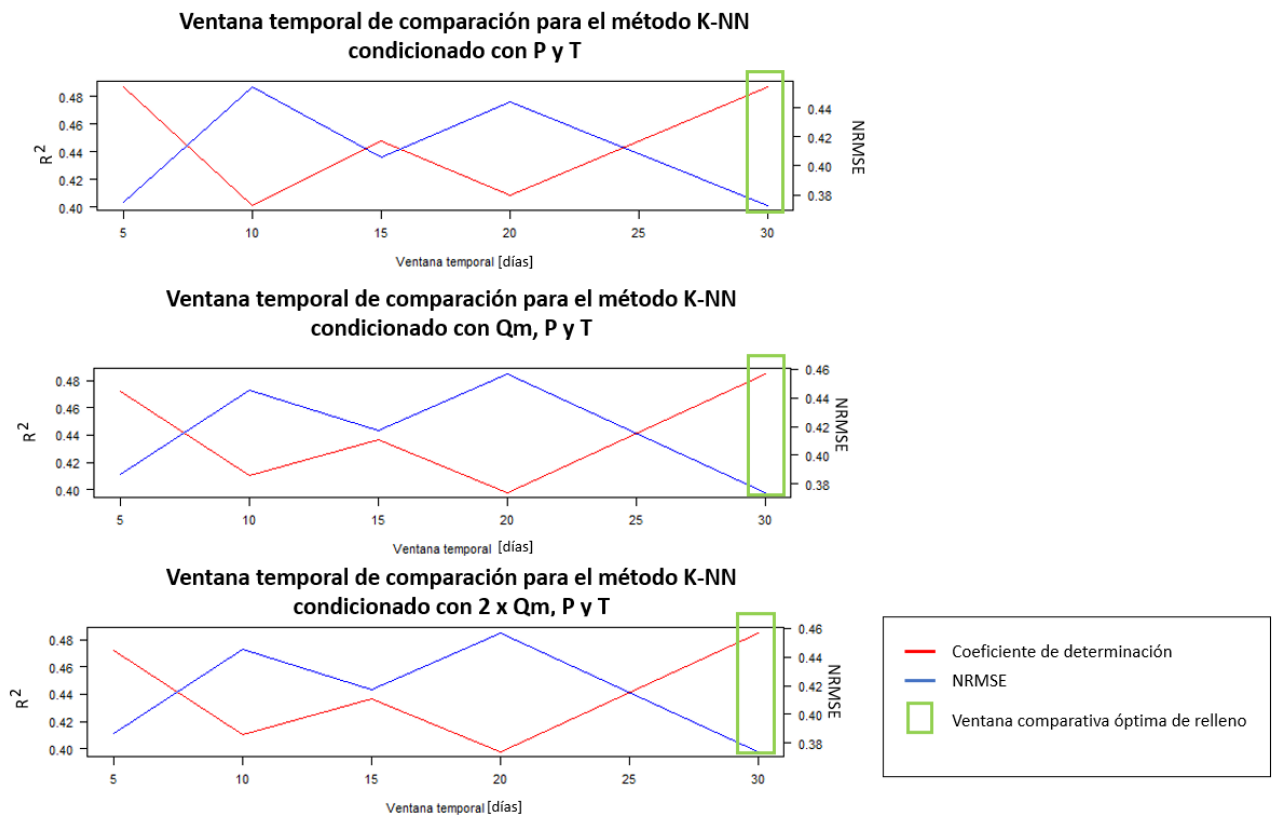 Ventana temporal de comparación para el método K-NN
condicionado con P y T
0.48
0.46
0.44
0.42
0.40
R2
0.44
0.42
0.40
0.38
NRMSE
5 10 15 20 25 30
Ventana temporal [días]
Ventana temporal de comparación para el método K-NN
condicionado con Qm, P y T
0.48
0.46
0.44
0.42
0.40
R2
0.46
0.44
0.42
0.40
0.38
NRMSE
5 10 15 20 25 30
Ventana temporal [días]
Ventana temporal de comparación para el método K-NN
condicionado con 2 x Qm, P y T
0.48
0.46
0.44
0.42
0.40
R2
0.46
0.44
0.42
0.40
0.38
NRMSE
5 10 15 20 25 30
Ventana temporal [días]
Coeficiente de determinación
NRMSE
Ventana comparativa óptima de relleno